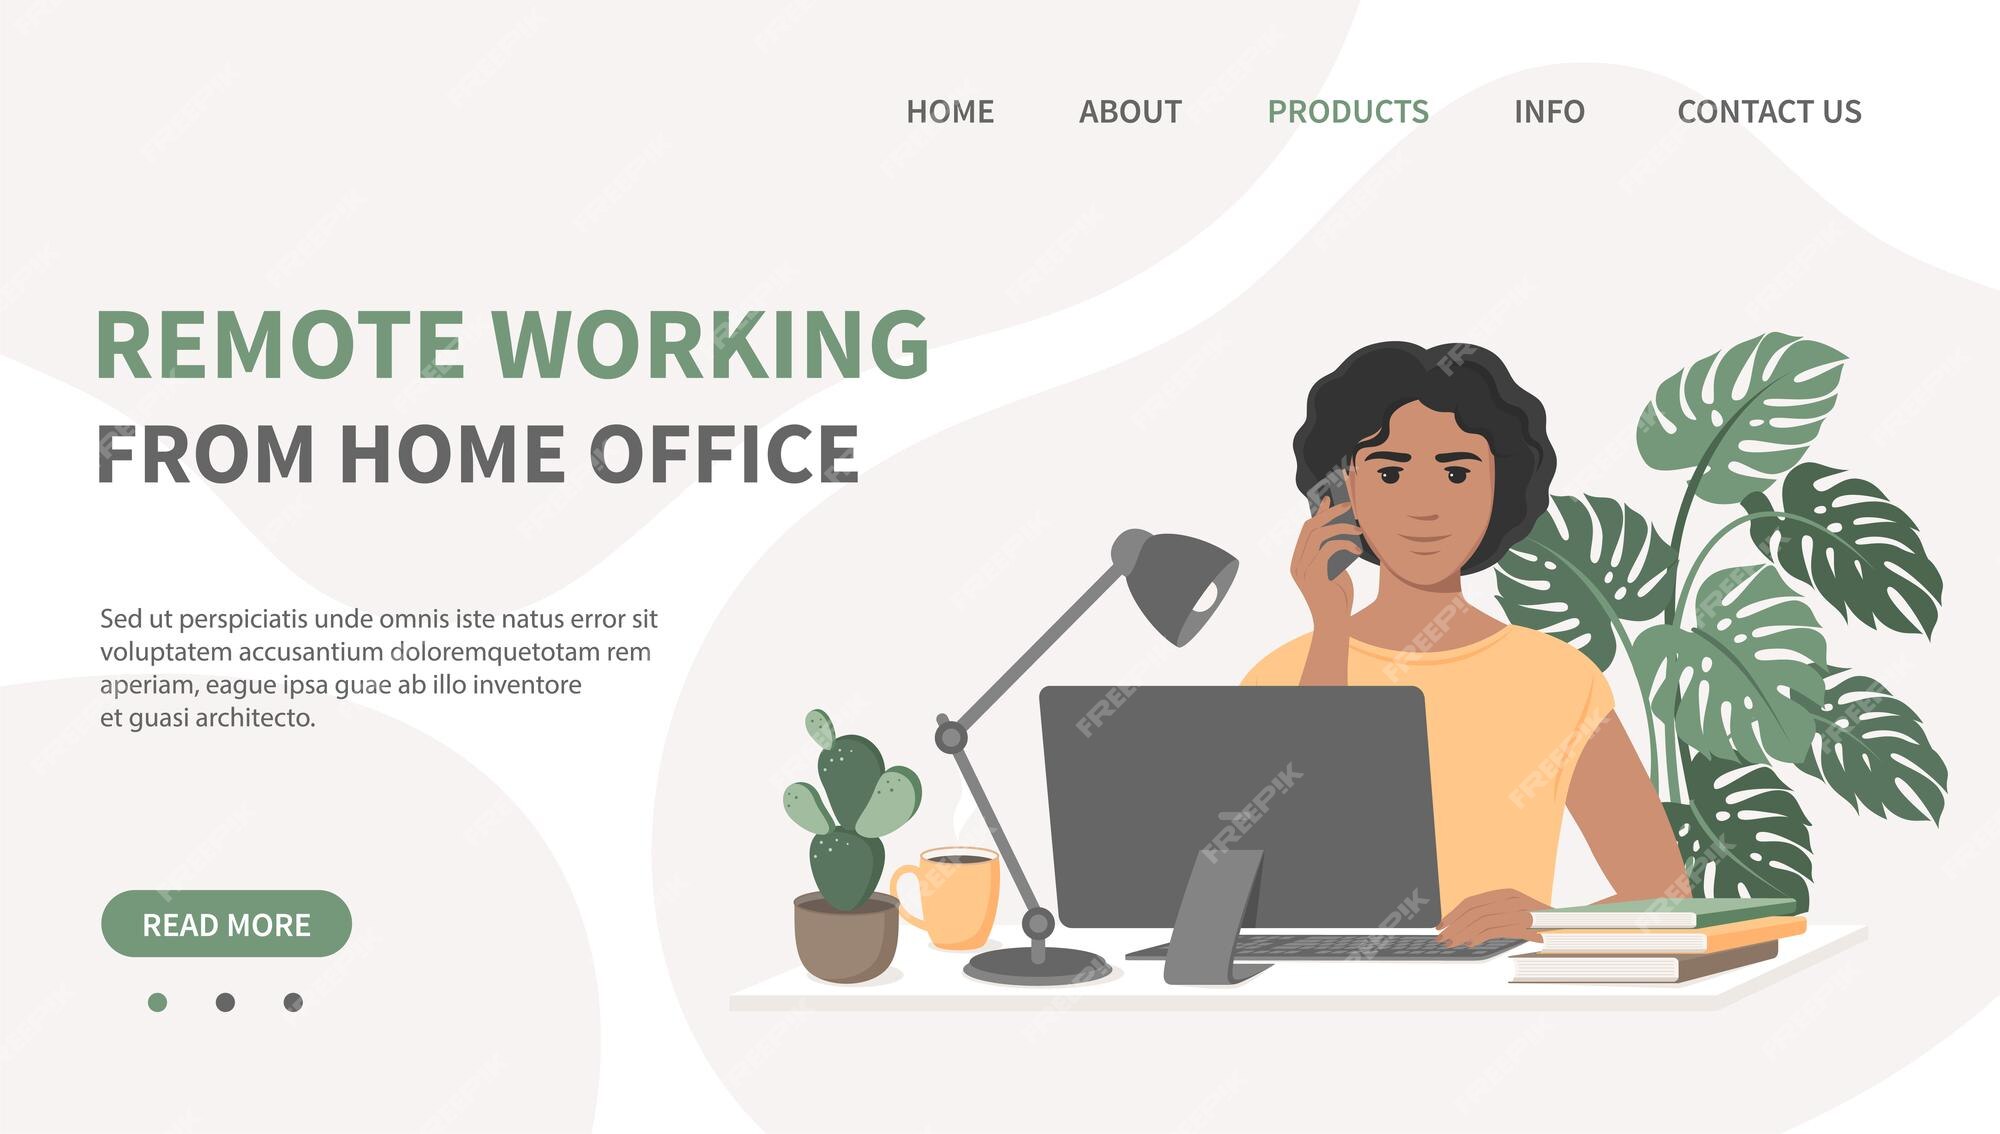 HOME ABOUT PRODUCTS INFO CONTACT US
REMOTE WORKING
FROM HOME OFFICE
Sed ut perspiciatis unde omnis iste natus error sit
voluptatem accusantium doloremquetotam rem
aperiam, eague ipsa guae ab illo inventore
et guasi architecto.
READ MORE
FREEPIK